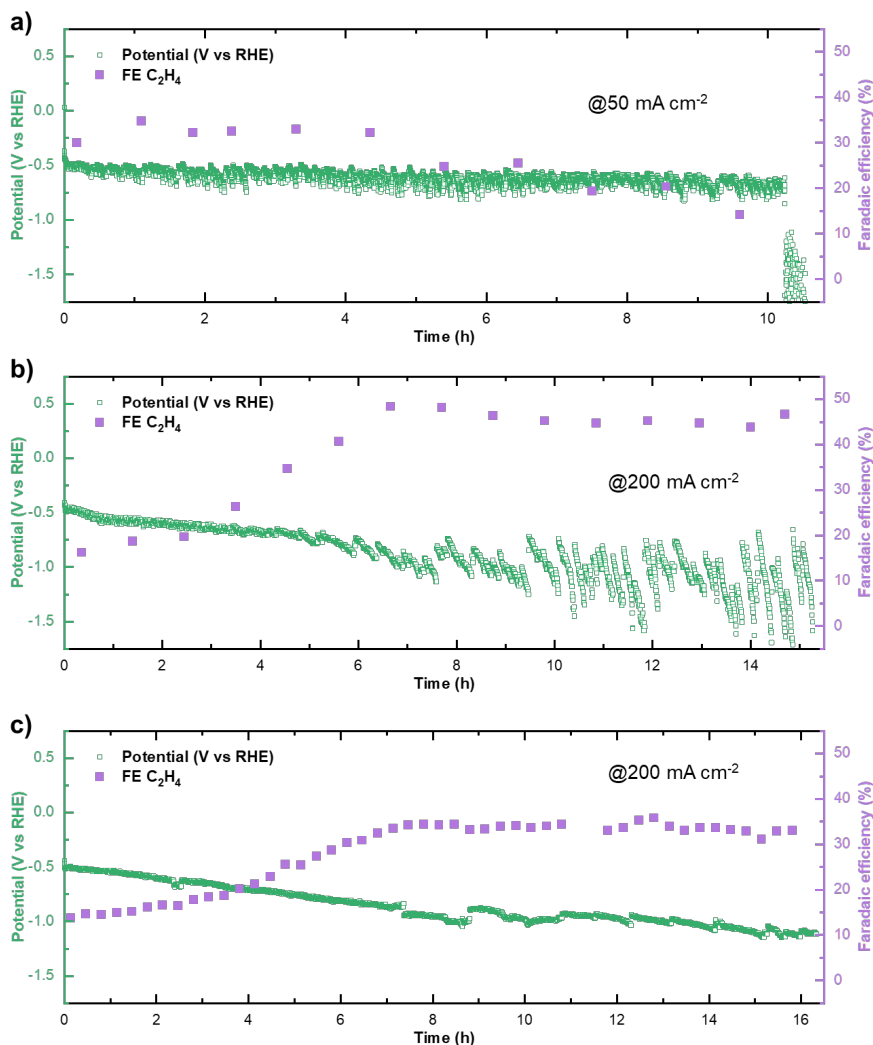 a)
Potential (V vs RHE)
FE C₂H₄
@50 mA cm⁻²
0.5
0.0
-0.5
-1.0
-1.5
Potential (V vs RHE)
50
40
30
20
10
0
Faradaic efficiency (%)
0 2 4 6 8 10
Time (h)
b)
Potential (V vs RHE)
FE C₂H₄
@200 mA cm⁻²
0.5
0.0
-0.5
-1.0
-1.5
Potential (V vs RHE)
50
40
30
20
10
0
Faradaic efficiency (%)
0 2 4 6 8 10 12 14
Time (h)
c)
Potential (V vs RHE)
FE C₂H₄
@200 mA cm⁻²
0.5
0.0
-0.5
-1.0
-1.5
Potential (V vs RHE)
50
40
30
20
10
0
Faradaic efficiency (%)
0 2 4 6 8 10 12 14 16
Time (h)